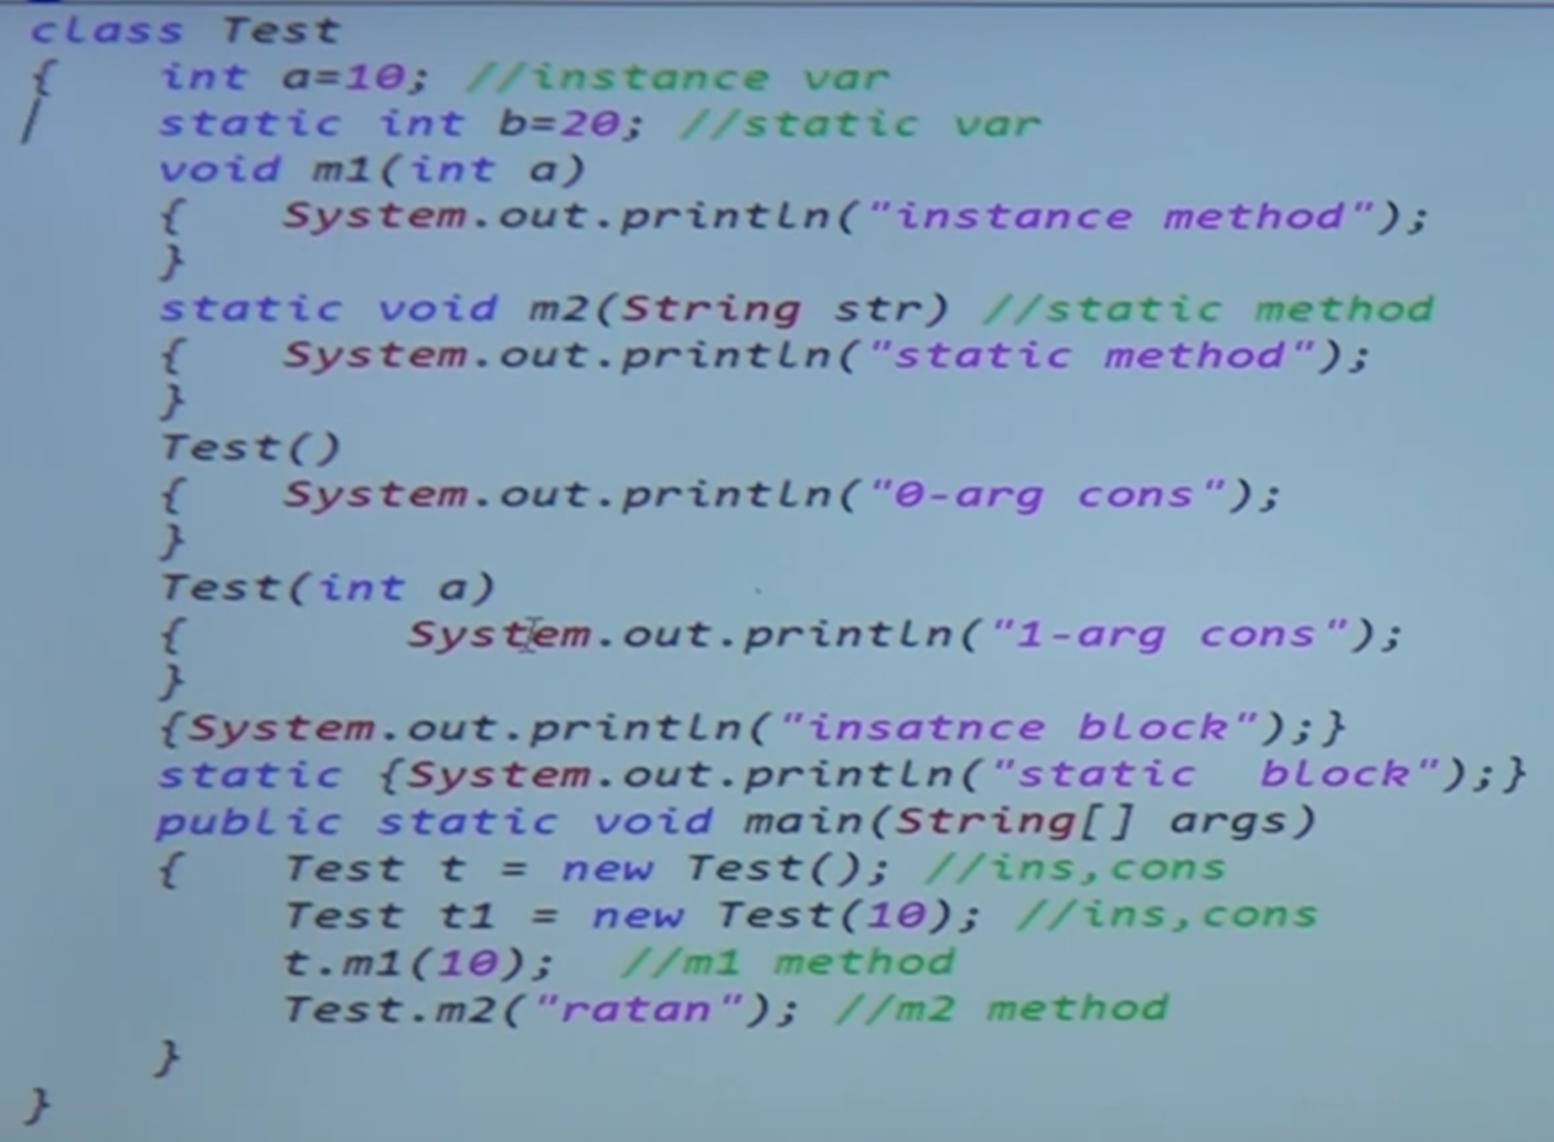 class Test
{    int a=10; //instance var
     static int b=20; //static var
     void m1(int a)
     {    System.out.println("instance method");
     }
     static void m2(String str) //static method
     {    System.out.println("static method");
     }
     Test()
     {    System.out.println("0-arg cons");
     }
     Test(int a)
     {        System.out.println("1-arg cons");
     }
     {System.out.println("insatnce block");}
     static {System.out.println("static  block");}
     public static void main(String[] args)
     {    Test t = new Test(); //ins,cons
          Test t1 = new Test(10); //ins,cons
          t.m1(10);  //m1 method
          Test.m2("ratan"); //m2 method
     }
}